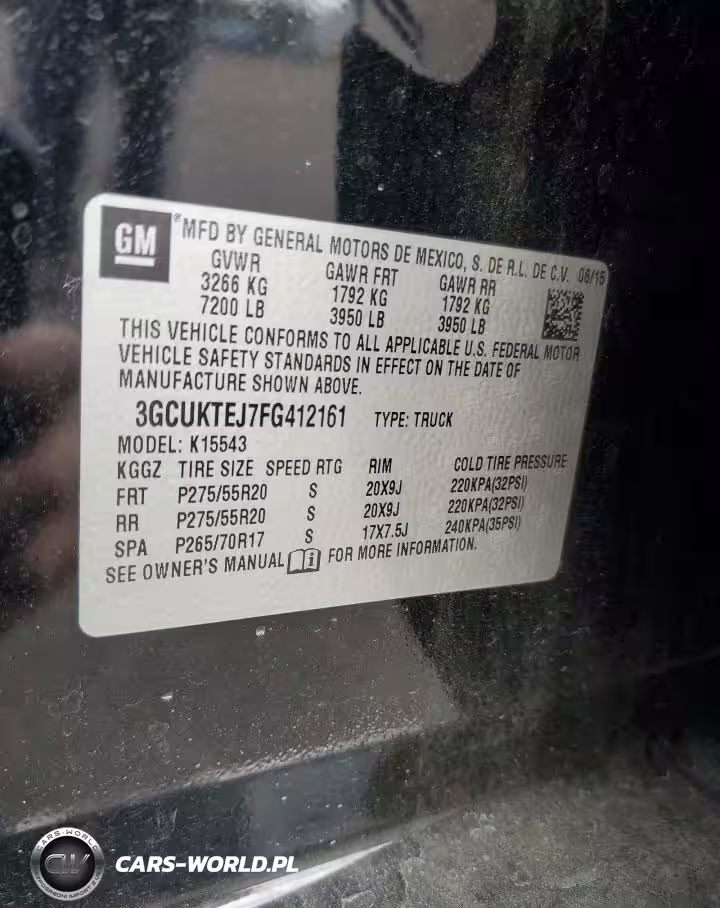 GM
® MFD BY GENERAL MOTORS DE MEXICO, S. DE R.L. DE C.V. 06/15
GVWR GAWR FRT GAWR RR
3266 KG 1792 KG 1792 KG
7200 LB 3950 LB 3950 LB
THIS VEHICLE CONFORMS TO ALL APPLICABLE U.S. FEDERAL MOTOR
VEHICLE SAFETY STANDARDS IN EFFECT ON THE DATE OF
MANUFACTURE SHOWN ABOVE.
3GCUKTEJ7FG412161 TYPE: TRUCK
MODEL: K15543
KGGZ TIRE SIZE SPEED RTG RIM COLD TIRE PRESSURE
FRT P275/55R20 S 20X9J 220KPA(32PSI)
RR P275/55R20 S 20X9J 220KPA(32PSI)
SPA P265/70R17 S 17X7.5J 240KPA(35PSI)
SEE OWNER'S MANUAL i FOR MORE INFORMATION.
CARS-WORLD
CW
CARS-WORLD.PL